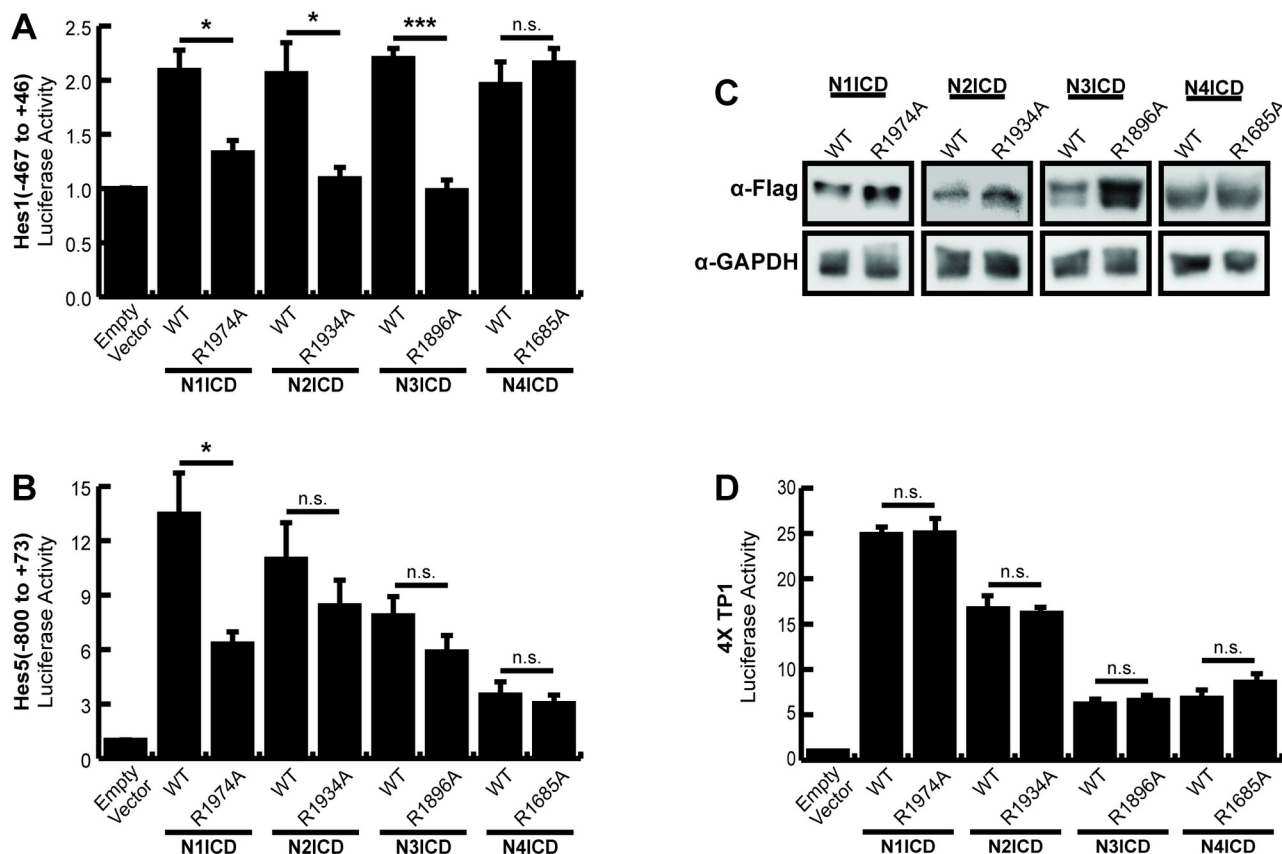 A
Hes1(-467 to +46)
Luciferase Activity
2.5
2.0
1.5
1.0
0.5
0.0
*
*
***
n.s.
Empty
Vector
WT
R1974A
WT
R1934A
WT
R1896A
WT
R1685A
N1ICD
N2ICD
N3ICD
N4ICD
C
N1ICD
N2ICD
N3ICD
N4ICD
WT
R1974A
WT
R1934A
WT
R1896A
WT
R1685A
α-Flag
α-GAPDH
B
Hes5(-800 to +73)
Luciferase Activity
15
12
9
6
3
0
*
n.s.
n.s.
n.s.
Empty
Vector
WT
R1974A
WT
R1934A
WT
R1896A
WT
R1685A
N1ICD
N2ICD
N3ICD
N4ICD
D
4X TP1
Luciferase Activity
30
25
20
15
10
5
0
n.s.
n.s.
n.s.
n.s.
Empty
Vector
WT
R1974A
WT
R1934A
WT
R1896A
WT
R1685A
N1ICD
N2ICD
N3ICD
N4ICD